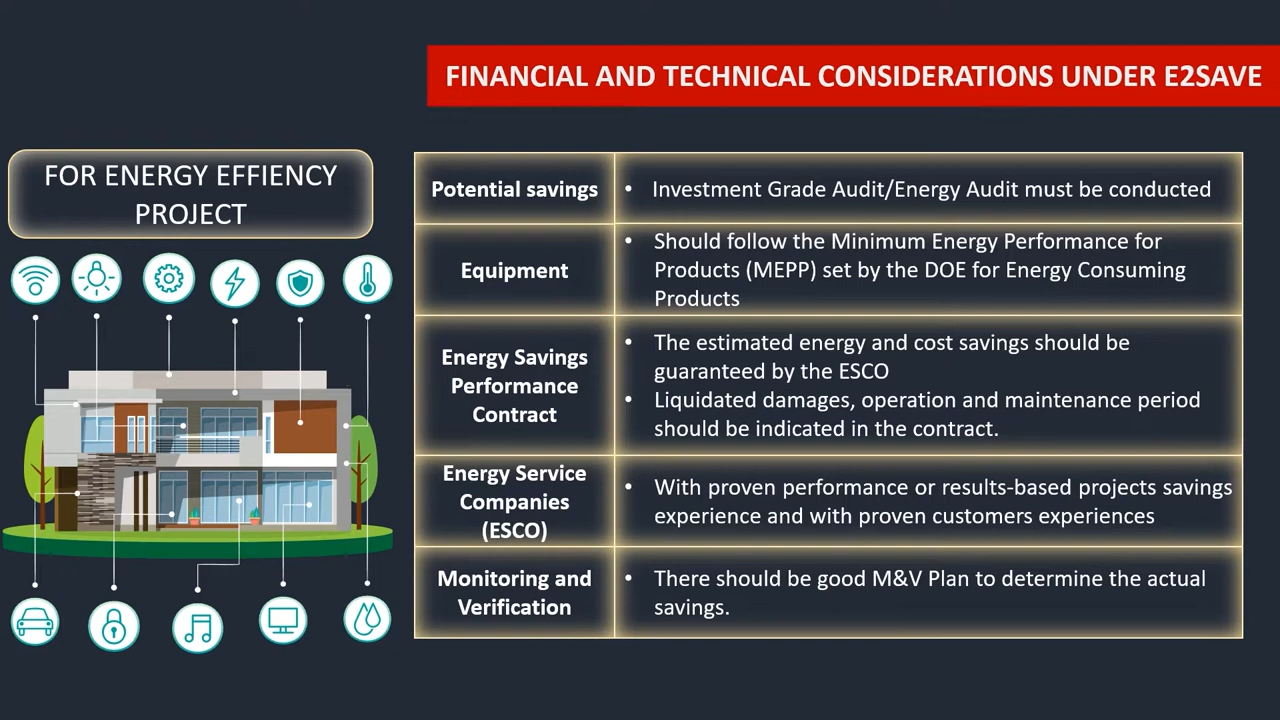 FINANCIAL AND TECHNICAL CONSIDERATIONS UNDER E2SAVE
FOR ENERGY EFFIENCY
PROJECT
Potential savings
• Investment Grade Audit/Energy Audit must be conducted
Equipment
• Should follow the Minimum Energy Performance for
Products (MEPP) set by the DOE for Energy Consuming
Products
Energy Savings
Performance
Contract
• The estimated energy and cost savings should be
guaranteed by the ESCO
• Liquidated damages, operation and maintenance period
should be indicated in the contract.
Energy Service
Companies
(ESCO)
• With proven performance or results-based projects savings
experience and with proven customers experiences
Monitoring and
Verification
• There should be good M&V Plan to determine the actual
savings.